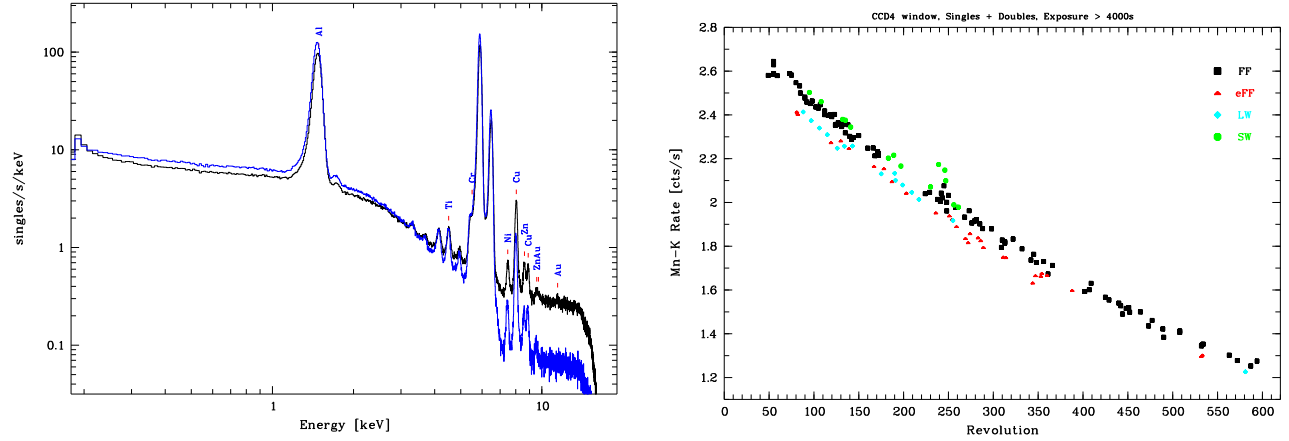 Al
Cr
Cu
Ti
Ni
Zn
Cu
ZnAu
Au
100
10
1
0.1
singles/s/keV
1
10
Energy [keV]
CCD4 window, Singles + Doubles, Exposure > 4000s
2.8
2.6
2.4
2.2
2
1.8
1.6
1.4
1.2
Mn-K Rate [cts/s]
FF
eFF
LW
SW
0
50
100
150
200
250
300
350
400
450
500
550
600
Revolution